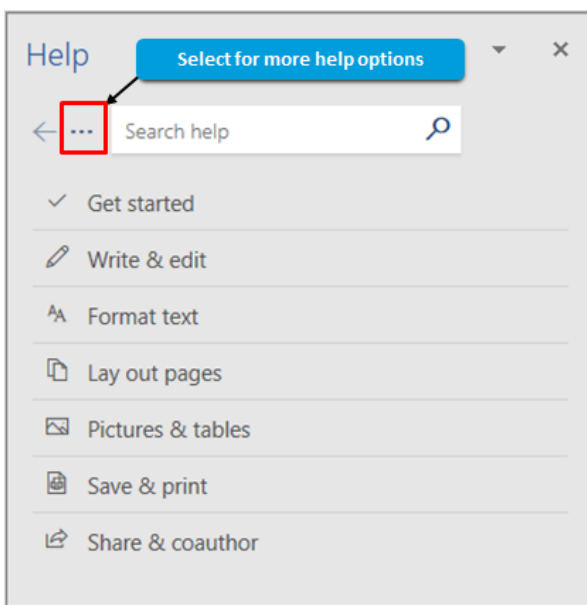 Help
Select for more help options
... Search help
Get started
Write & edit
Format text
Lay out pages
Pictures & tables
Save & print
Share & coauthor